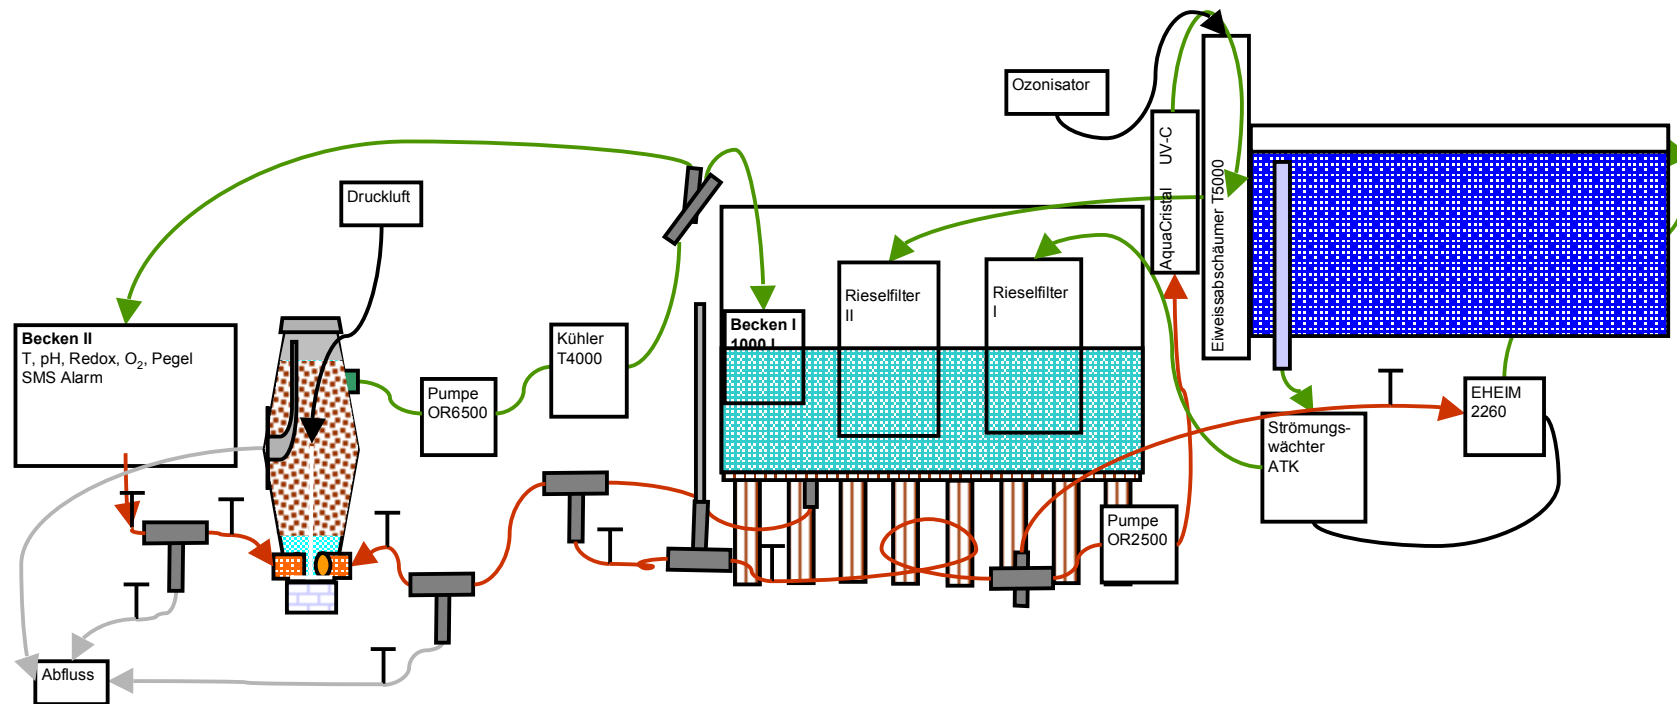 Ozonisator
AquaCristal UV-C
Eiweissabschäumer T5000
Druckluft
Becken II
T, pH, Redox, O2, Pegel
SMS Alarm
Pumpe
OR6500
Kühler
T4000
Becken I
1000 l
Rieselfilter
II
Rieselfilter
I
Pumpe
OR2500
Strömungs-
wächter
ATK
EHEIM
2260
Abfluss